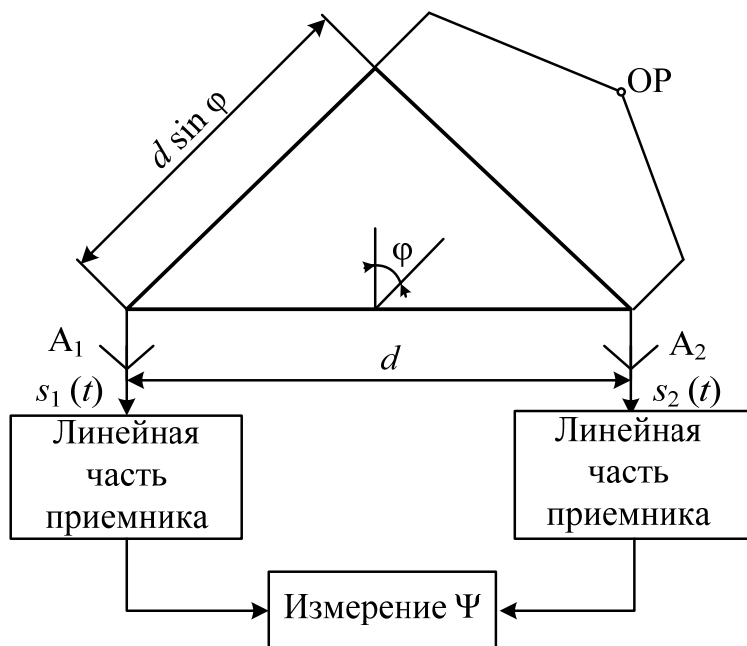 d sin φ
OP
φ
A₁
d
A₂
s₁ (t)
s₂ (t)
Линейная
часть
приемника
Линейная
часть
приемника
Измерение Ψ